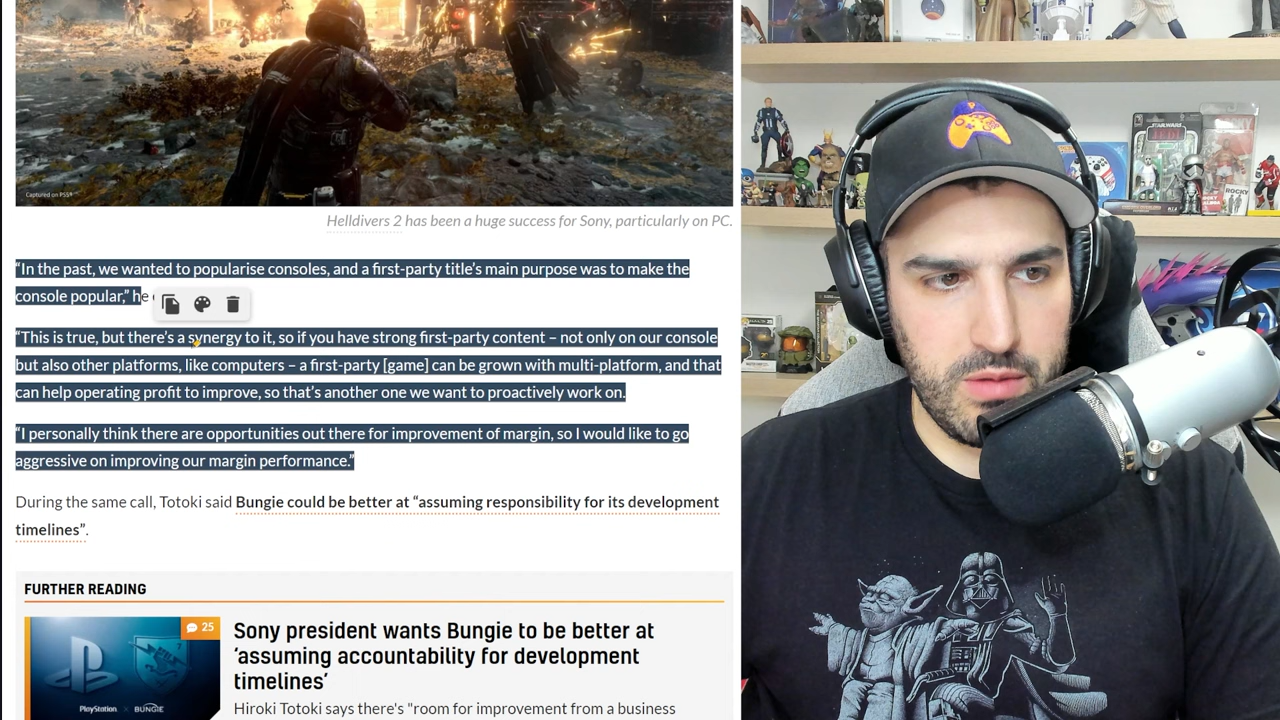 Captured on PS5®
Helldivers 2 has been a huge success for Sony, particularly on PC.
“In the past, we wanted to popularise consoles, and a first-party title’s main purpose was to make the
console popular,” he
“This is true, but there’s a synergy to it, so if you have strong first-party content – not only on our console
but also other platforms, like computers – a first-party [game] can be grown with multi-platform, and that
can help operating profit to improve, so that’s another one we want to proactively work on.
“I personally think there are opportunities out there for improvement of margin, so I would like to go
aggressive on improving our margin performance.”
During the same call, Totoki said Bungie could be better at “assuming responsibility for its development
timelines”.
FURTHER READING
25
Sony president wants Bungie to be better at
‘assuming accountability for development
timelines’
Hiroki Totoki says there's "room for improvement from a business
PlayStation
BUNGIE
STAR WARS
JEDI
ROCKY